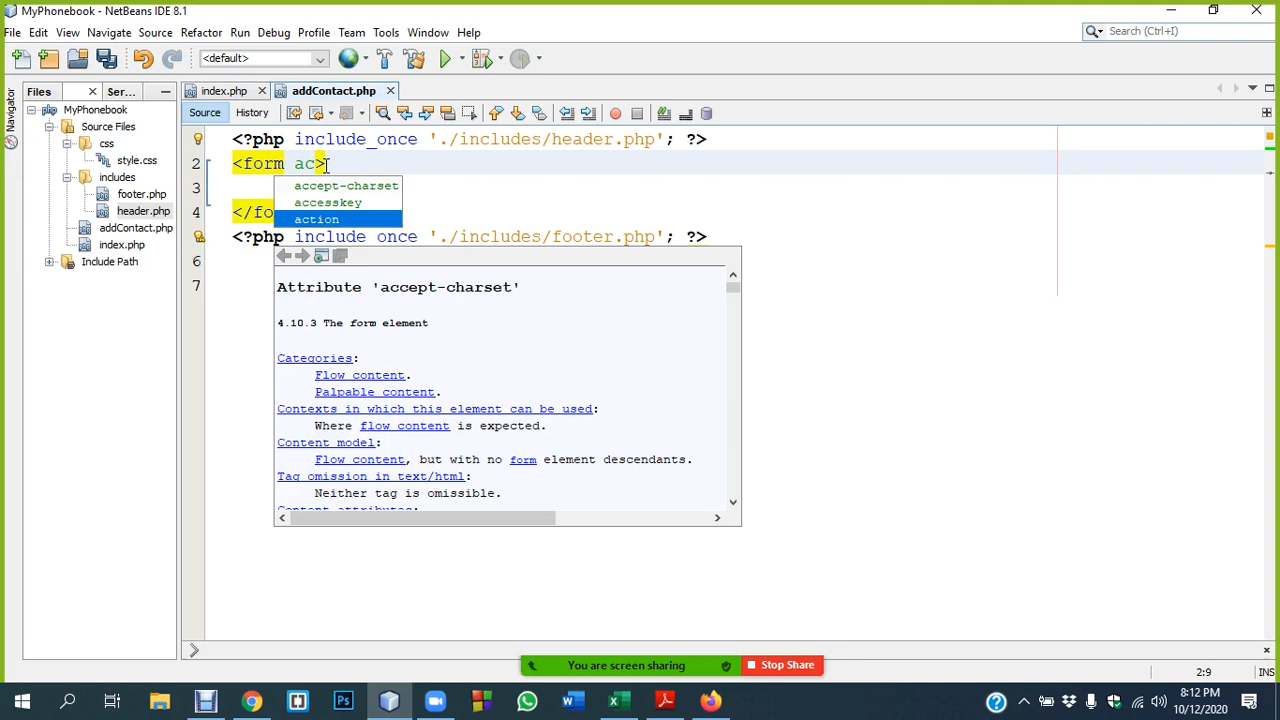 MyPhonebook - NetBeans IDE 8.1
File Edit View Navigate Source Refactor Run Debug Profile Team Tools Window Help
Search (Ctrl+I)
<default>
Files
Ser...
index.php
addContact.php
Navigator
Source
History
MyPhonebook
Source Files
css
style.css
includes
footer.php
header.php
addContact.php
index.php
Include Path
<?php include_once './includes/header.php'; ?>
2 <form ac>
3
4 </fo
<?php include_once './includes/footer.php'; ?>
6
7
accept-charset
accesskey
action
Attribute 'accept-charset'
4.10.3 The form element
Categories:
Flow content.
Palpable content.
Contexts in which this element can be used:
Where flow content is expected.
Content model:
Flow content, but with no form element descendants.
Tag omission in text/html:
Neither tag is omissible.
Content attributes:
You are screen sharing
Stop Share
2:9
INS
Ps
8:12 PM
10/12/2020